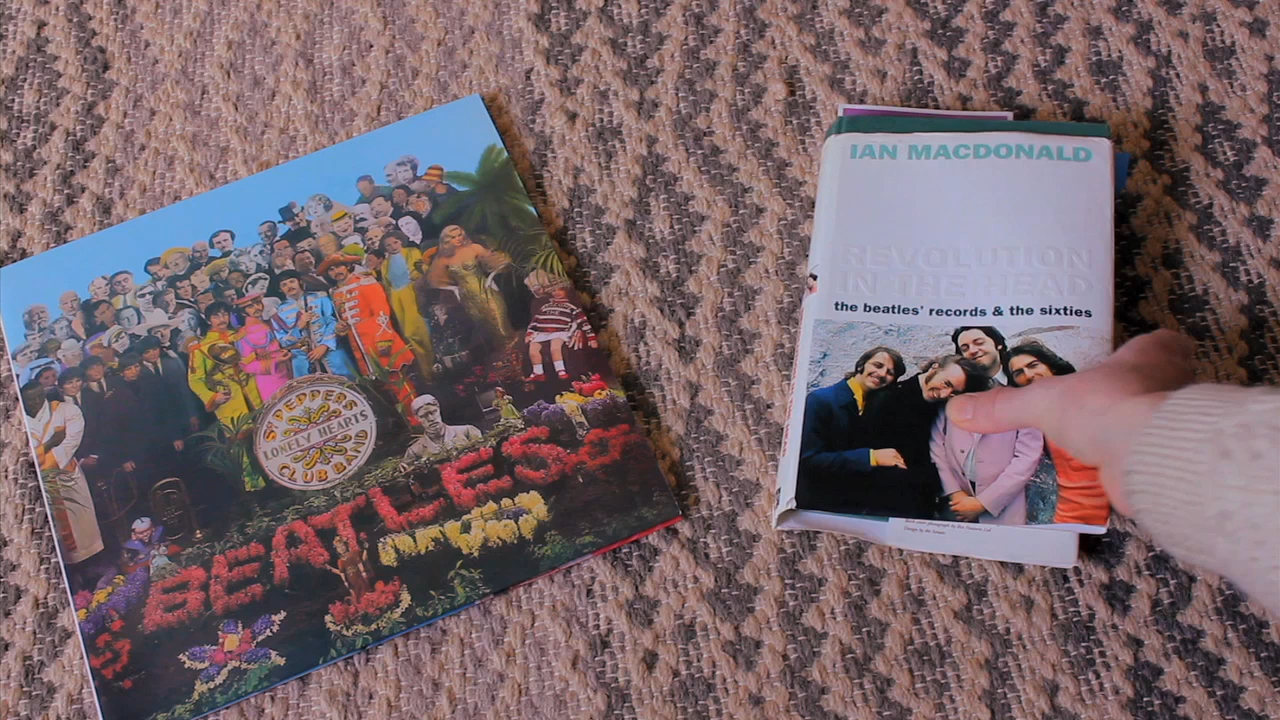 SGT PEPPERS
LONELY HEARTS
CLUB BAND
BEATLES
IAN MACDONALD
REVOLUTION
IN THE HEAD
the beatles' records & the sixties